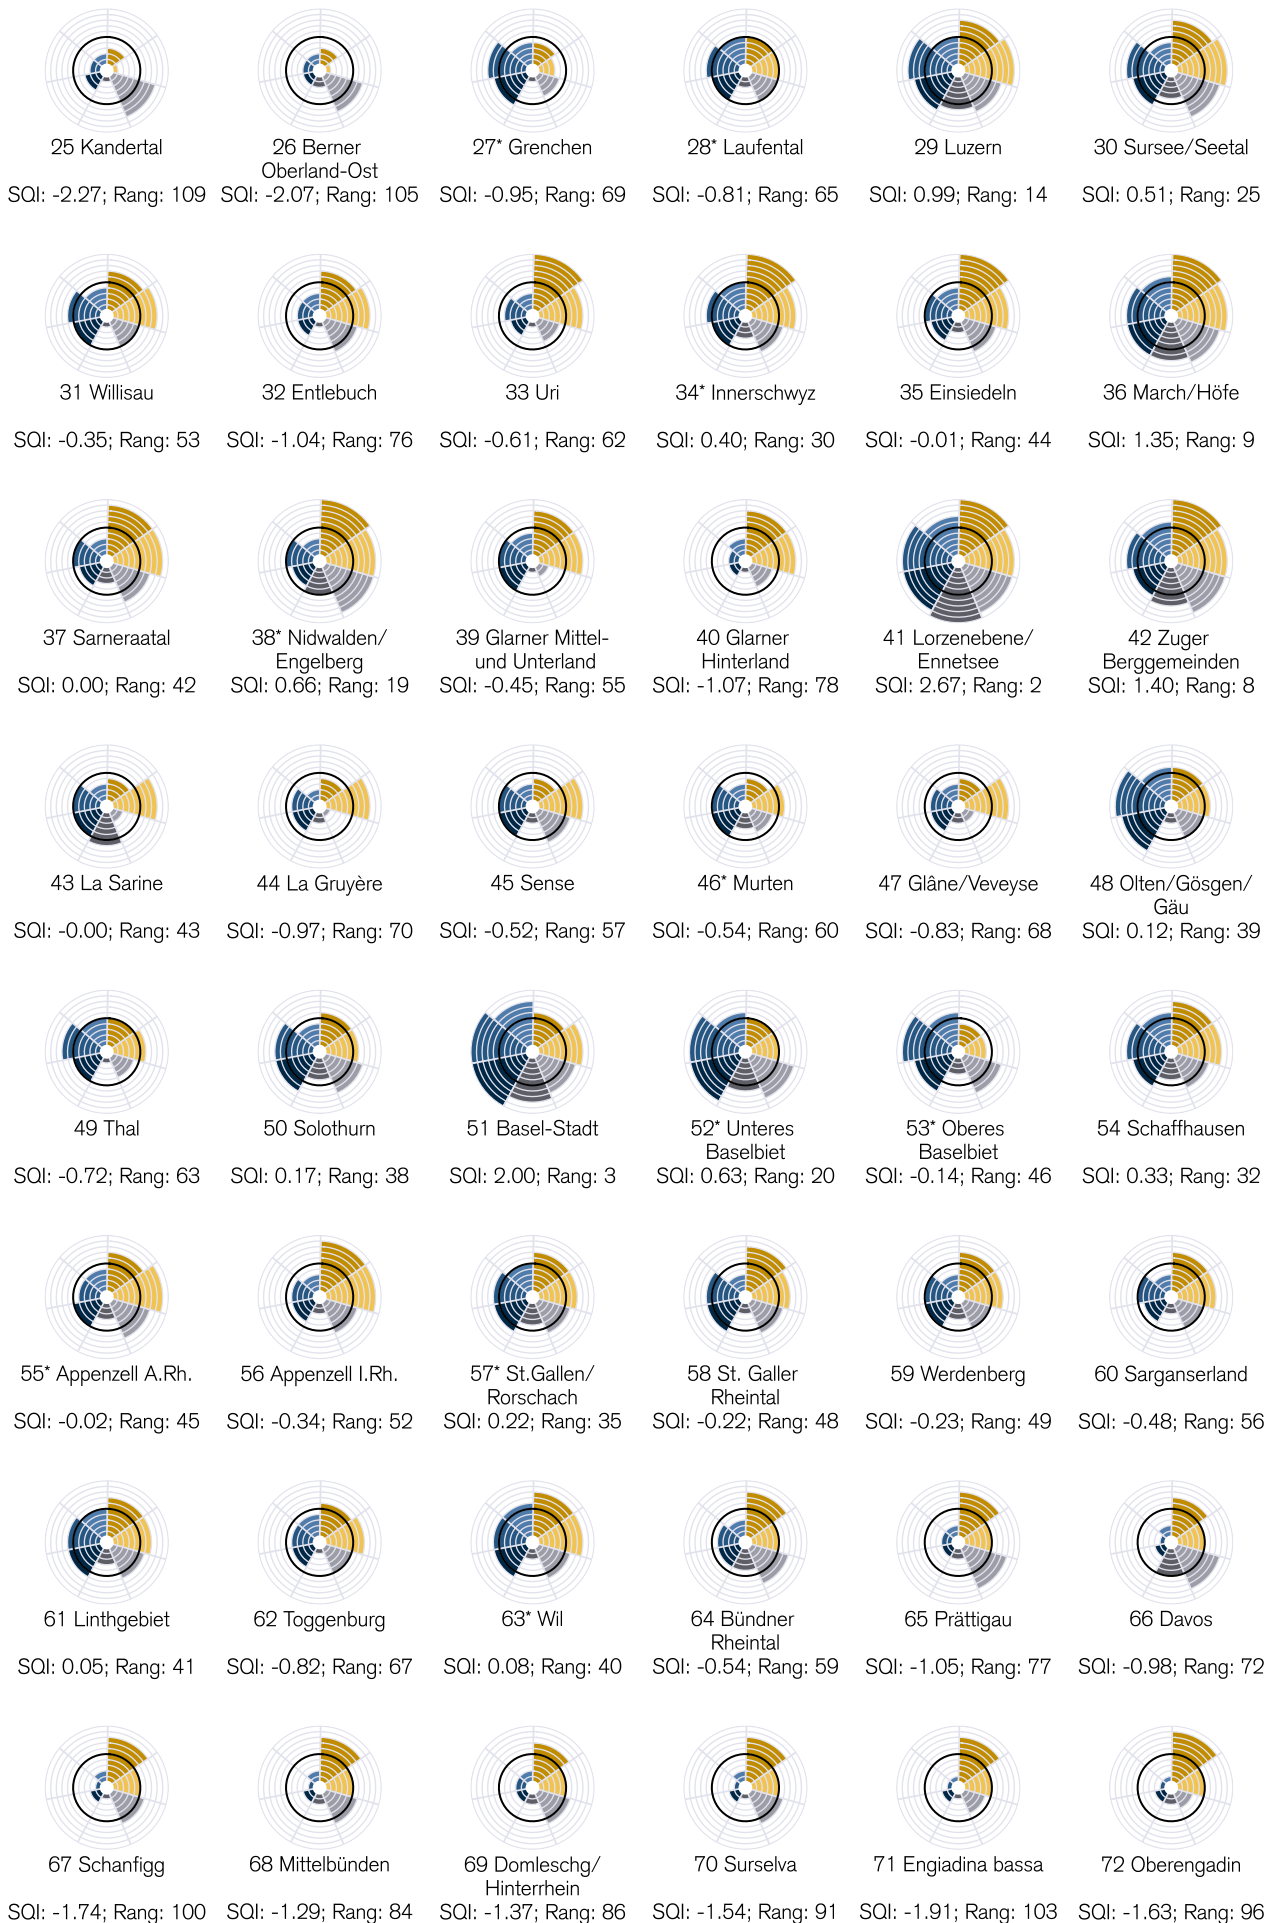 25 Kandertal
SQI: -2.27; Rang: 109
26 Berner
Oberland-Ost
SQI: -2.07; Rang: 105
27* Grenchen
SQI: -0.95; Rang: 69
28* Laufental
SQI: -0.81; Rang: 65
29 Luzern
SQI: 0.99; Rang: 14
30 Sursee/Seetal
SQI: 0.51; Rang: 25
31 Willisau
SQI: -0.35; Rang: 53
32 Entlebuch
SQI: -1.04; Rang: 76
33 Uri
SQI: -0.61; Rang: 62
34* Innerschwyz
SQI: 0.40; Rang: 30
35 Einsiedeln
SQI: -0.01; Rang: 44
36 March/Höfe
SQI: 1.35; Rang: 9
37 Sarneraatal
SQI: 0.00; Rang: 42
38* Nidwalden/
Engelberg
SQI: 0.66; Rang: 19
39 Glarner Mittel-
und Unterland
SQI: -0.45; Rang: 55
40 Glarner
Hinterland
SQI: -1.07; Rang: 78
41 Lorzenebene/
Ennetsee
SQI: 2.67; Rang: 2
42 Zuger
Berggemeinden
SQI: 1.40; Rang: 8
43 La Sarine
SQI: -0.00; Rang: 43
44 La Gruyère
SQI: -0.97; Rang: 70
45 Sense
SQI: -0.52; Rang: 57
46* Murten
SQI: -0.54; Rang: 60
47 Glâne/Veveyse
SQI: -0.83; Rang: 68
48 Olten/Gösgen/
Gäu
SQI: 0.12; Rang: 39
49 Thal
SQI: -0.72; Rang: 63
50 Solothurn
SQI: 0.17; Rang: 38
51 Basel-Stadt
SQI: 2.00; Rang: 3
52* Unteres
Baselbiet
SQI: 0.63; Rang: 20
53* Oberes
Baselbiet
SQI: -0.14; Rang: 46
54 Schaffhausen
SQI: 0.33; Rang: 32
55* Appenzell A.Rh.
SQI: -0.02; Rang: 45
56 Appenzell I.Rh.
SQI: -0.34; Rang: 52
57* St.Gallen/
Rorschach
SQI: 0.22; Rang: 35
58 St. Galler
Rheintal
SQI: -0.22; Rang: 48
59 Werdenberg
SQI: -0.23; Rang: 49
60 Sarganserland
SQI: -0.48; Rang: 56
61 Linthgebiet
SQI: 0.05; Rang: 41
62 Toggenburg
SQI: -0.82; Rang: 67
63* Wil
SQI: 0.08; Rang: 40
64 Bündner
Rheintal
SQI: -0.54; Rang: 59
65 Prättigau
SQI: -1.05; Rang: 77
66 Davos
SQI: -0.98; Rang: 72
67 Schanfigg
SQI: -1.74; Rang: 100
68 Mittelbünden
SQI: -1.29; Rang: 84
69 Domleschg/
Hinterrhein
SQI: -1.37; Rang: 86
70 Surselva
SQI: -1.54; Rang: 91
71 Engiadina bassa
SQI: -1.91; Rang: 103
72 Oberengadin
SQI: -1.63; Rang: 96